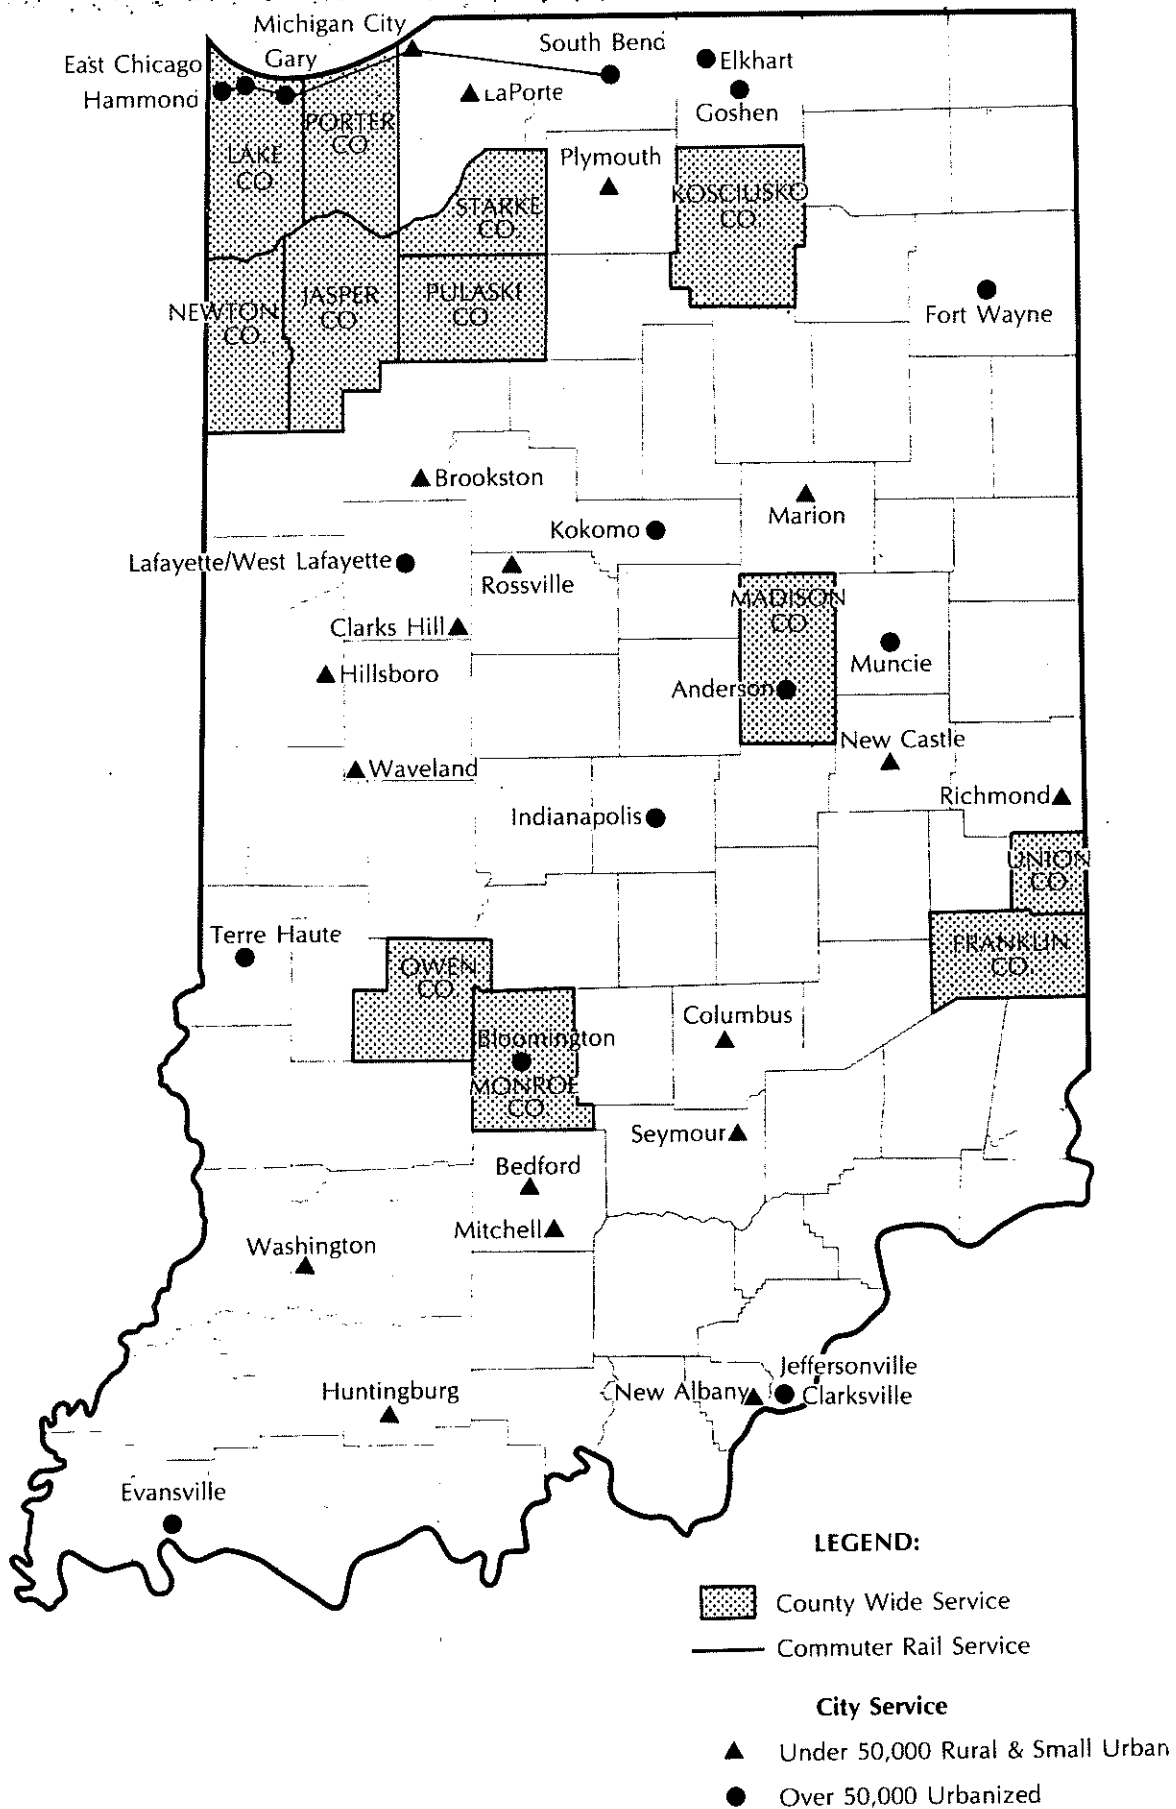 Michigan City
South Bend
Elkhart
East Chicago
Gary
Hammond
LaPorte
Goshen
PORTER
CO.
LAKE
CO.
Plymouth
KOSCIUSKO
CO.
STARKE
CO.
NEWTON
CO.
JASPER
CO.
PULASKI
CO.
Fort Wayne
Brookston
Marion
Kokomo
Lafayette/West Lafayette
Rossville
MADISON
CO.
Clarks Hill
Muncie
Hillsboro
Anderson
New Castle
Waveland
Richmond
Indianapolis
UNION
CO.
Terre Haute
FRANKLIN
CO.
OWEN
CO.
Columbus
Bloomington
MONROE
CO.
Seymour
Bedford
Mitchell
Washington
Jeffersonville
Huntingburg
New Albany
Clarksville
Evansville
LEGEND:
County Wide Service
Commuter Rail Service
City Service
Under 50,000 Rural & Small Urban
Over 50,000 Urbanized